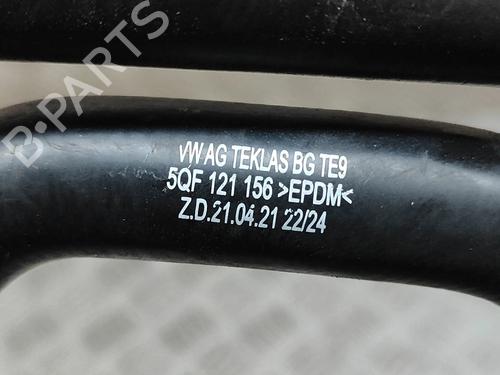 B-PARTS
VW AG TEKLAS BG TE9
5QF 121 156 >EPDM<
Z.D.21.04.21 22/24